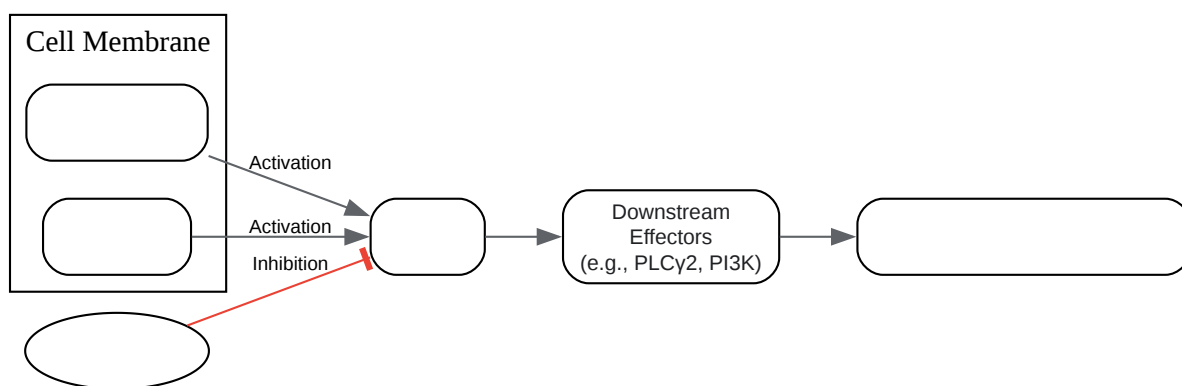 Cell Membrane
Activation
Activation
Inhibition
Downstream
Effectors
(e.g., PLCγ2, PI3K)